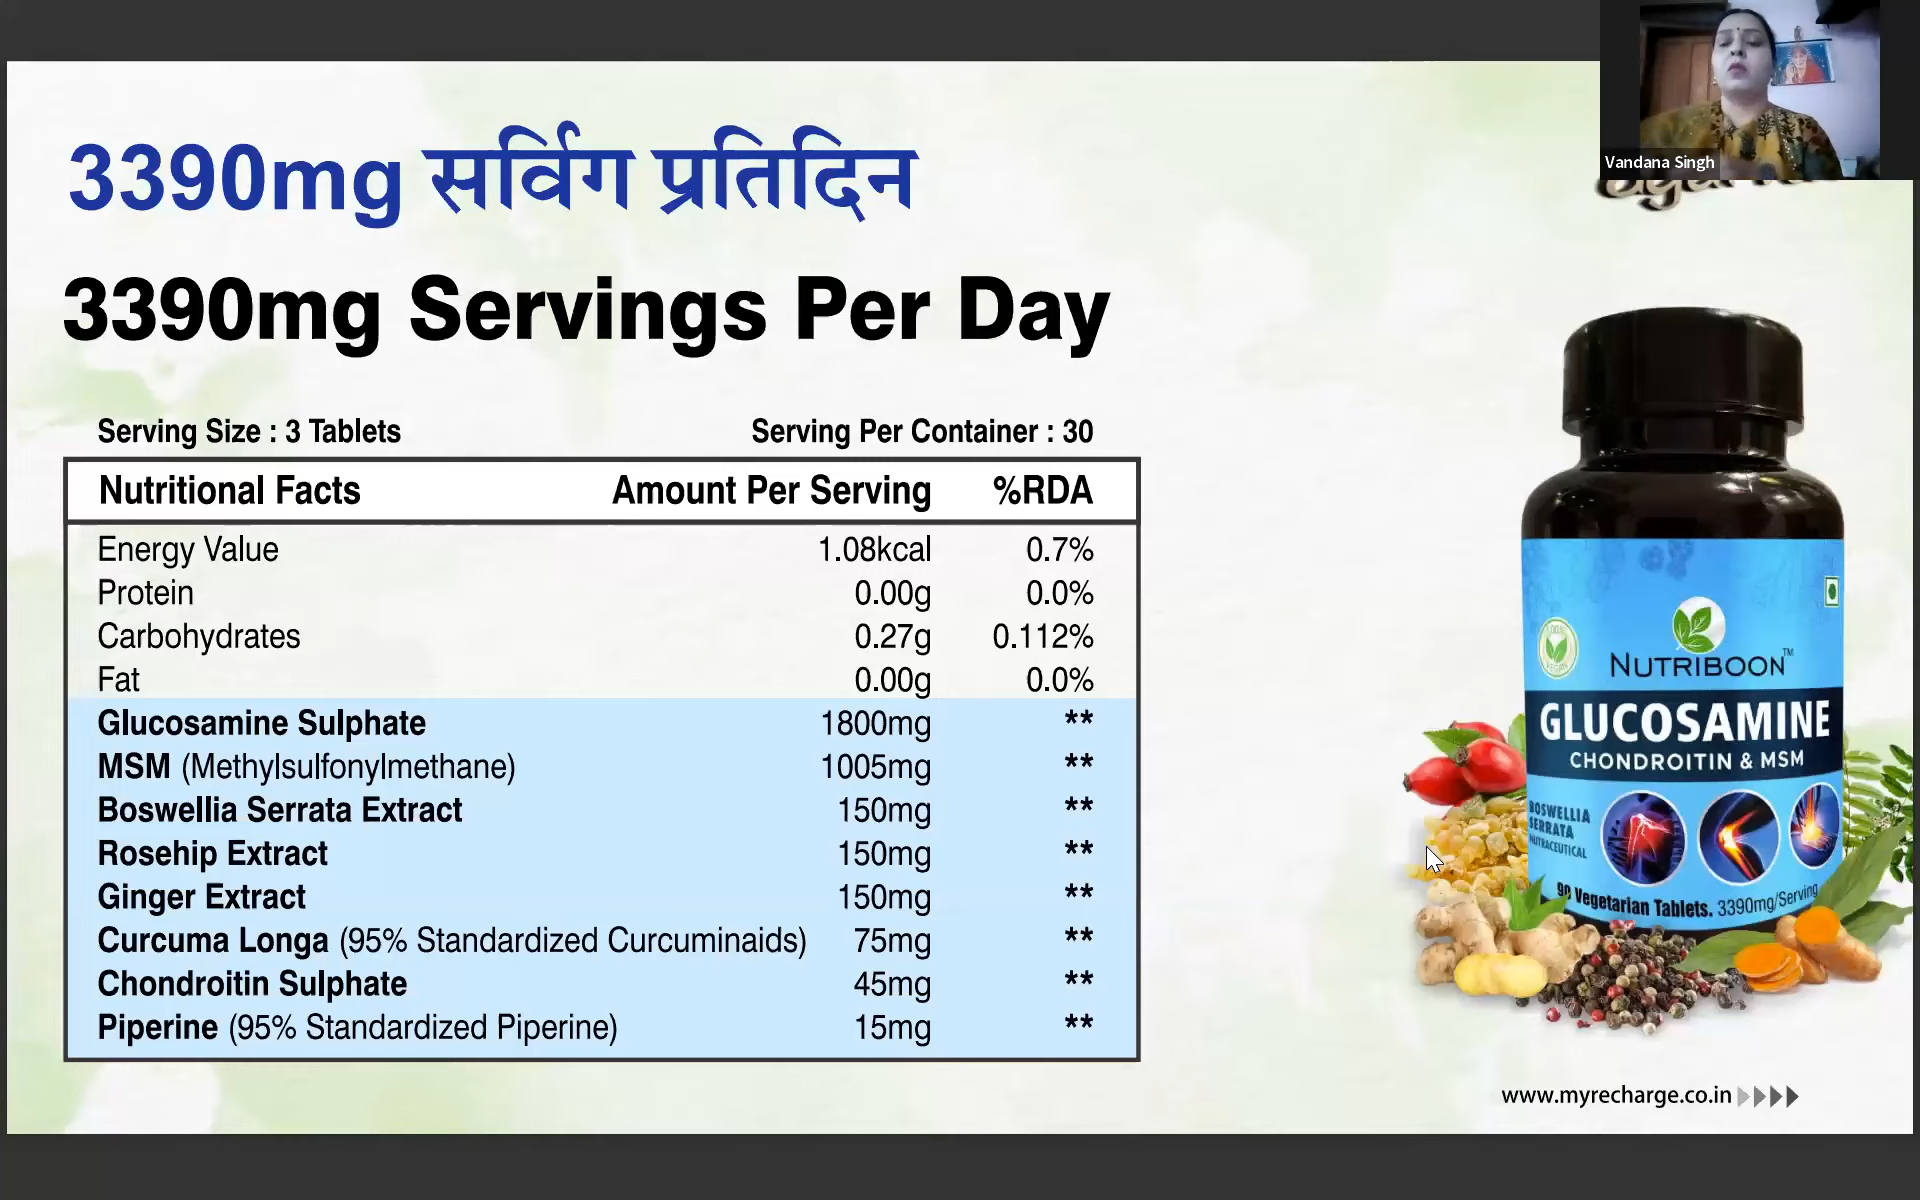 Vandana Singh
3390mg सर्विग प्रतिदिन
3390mg Servings Per Day
Serving Size : 3 Tablets Serving Per Container : 30
Nutritional Facts Amount Per Serving %RDA
Energy Value 1.08kcal 0.7%
Protein 0.00g 0.0%
Carbohydrates 0.27g 0.112%
Fat 0.00g 0.0%
Glucosamine Sulphate 1800mg **
MSM (Methylsulfonylmethane) 1005mg **
Boswellia Serrata Extract 150mg **
Rosehip Extract 150mg **
Ginger Extract 150mg **
Curcuma Longa (95% Standardized Curcuminaids) 75mg **
Chondroitin Sulphate 45mg **
Piperine (95% Standardized Piperine) 15mg **
NUTRIBOON™
GLUCOSAMINE
CHONDROITIN & MSM
BOSWELLIA
SERRATA
NUTRACEUTICAL
90 Vegetarian Tablets. 3390mg/Serving
www.myrecharge.co.in